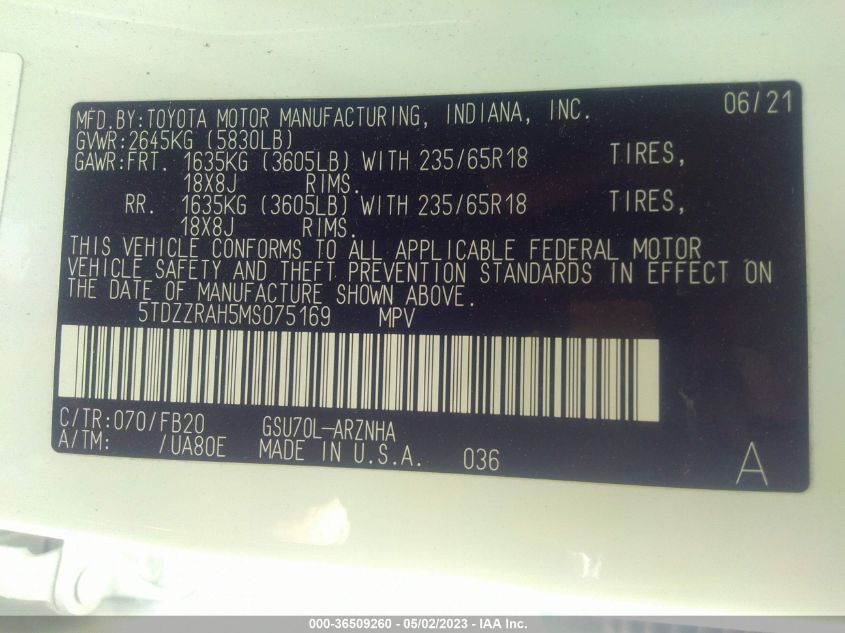 MFD.BY:TOYOTA MOTOR MANUFACTURING, INDIANA, INC. 06/21
GVWR:2645KG (5830LB)
GAWR:FRT. 1635KG (3605LB) WITH 235/65R18 TIRES,
18X8J RIMS.
RR. 1635KG (3605LB) WITH 235/65R18 TIRES,
18X8J RIMS.
THIS VEHICLE CONFORMS TO ALL APPLICABLE FEDERAL MOTOR
VEHICLE SAFETY AND THEFT PREVENTION STANDARDS IN EFFECT ON
THE DATE OF MANUFACTURE SHOWN ABOVE.
5TDZZRAH5MS075169 MPV
C/TR:070/FB20 GSU70L-ARZNHA
A/TM: /UA80E MADE IN U.S.A. 036 A
000-36509260 - 05/02/2023 - IAA Inc.